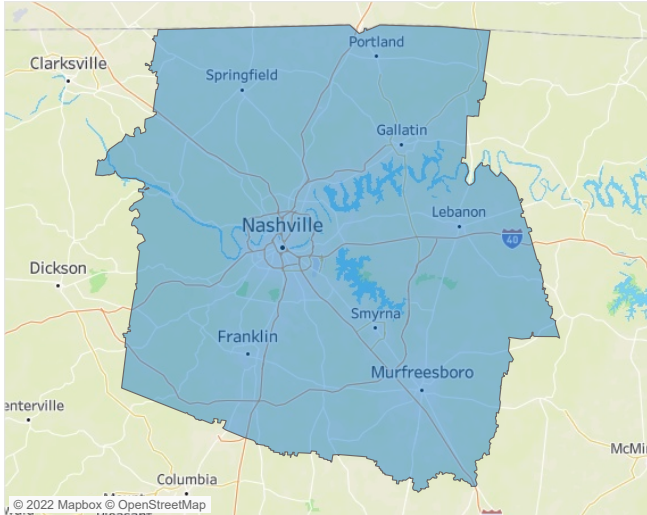 Portland
Clarksville
Springfield
Gallatin
Nashville
Lebanon
40
Dickson
Smyrna
Franklin
Murfreesboro
enterville
McMi
Columbia
© 2022 Mapbox © OpenStreetMap